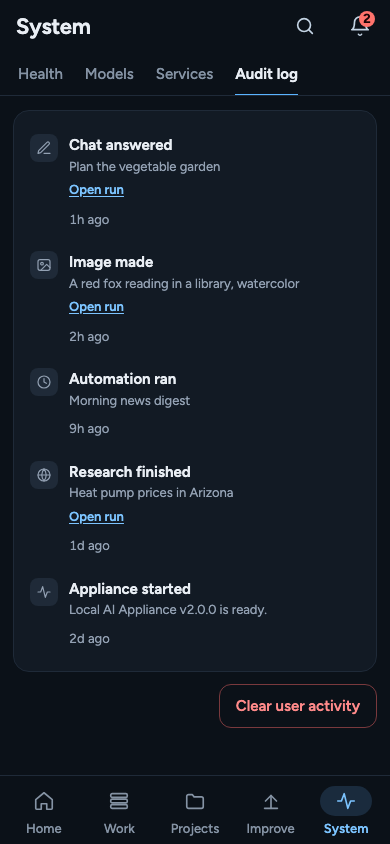 System
2
Health Models Services Audit log
Chat answered
Plan the vegetable garden
Open run
1h ago
Image made
A red fox reading in a library, watercolor
Open run
2h ago
Automation ran
Morning news digest
9h ago
Research finished
Heat pump prices in Arizona
Open run
1d ago
Appliance started
Local AI Appliance v2.0.0 is ready.
2d ago
Clear user activity
Home Work Projects Improve System